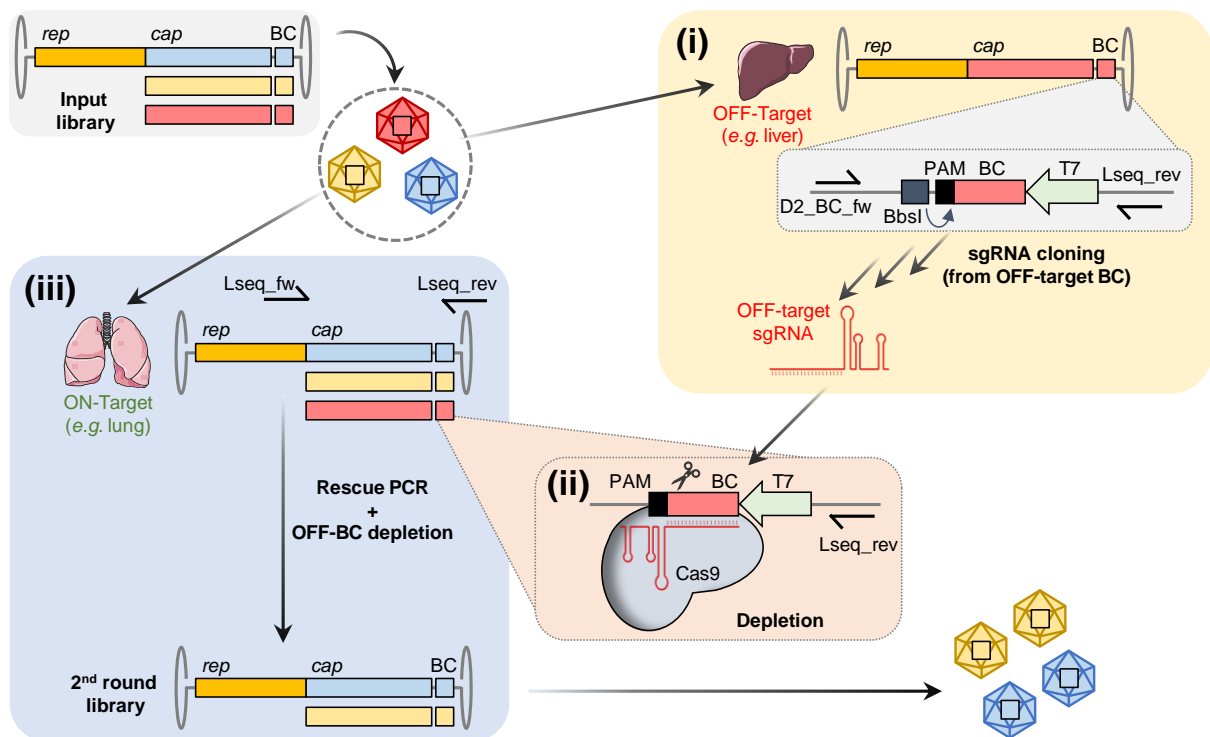 rep cap BC
Input
library
(i)
OFF-Target
(e.g. liver)
rep cap BC
PAM BC T7
Lseq_rev
D2_BC_fw
BbsI
sgRNA cloning
(from OFF-target BC)
OFF-target
sgRNA
(iii)
Lseq_fw
Lseq_rev
rep cap
ON-Target
(e.g. lung)
Rescue PCR
+
OFF-BC depletion
(ii)
PAM BC T7
Lseq_rev
Cas9
Depletion
2nd round
library
rep cap BC